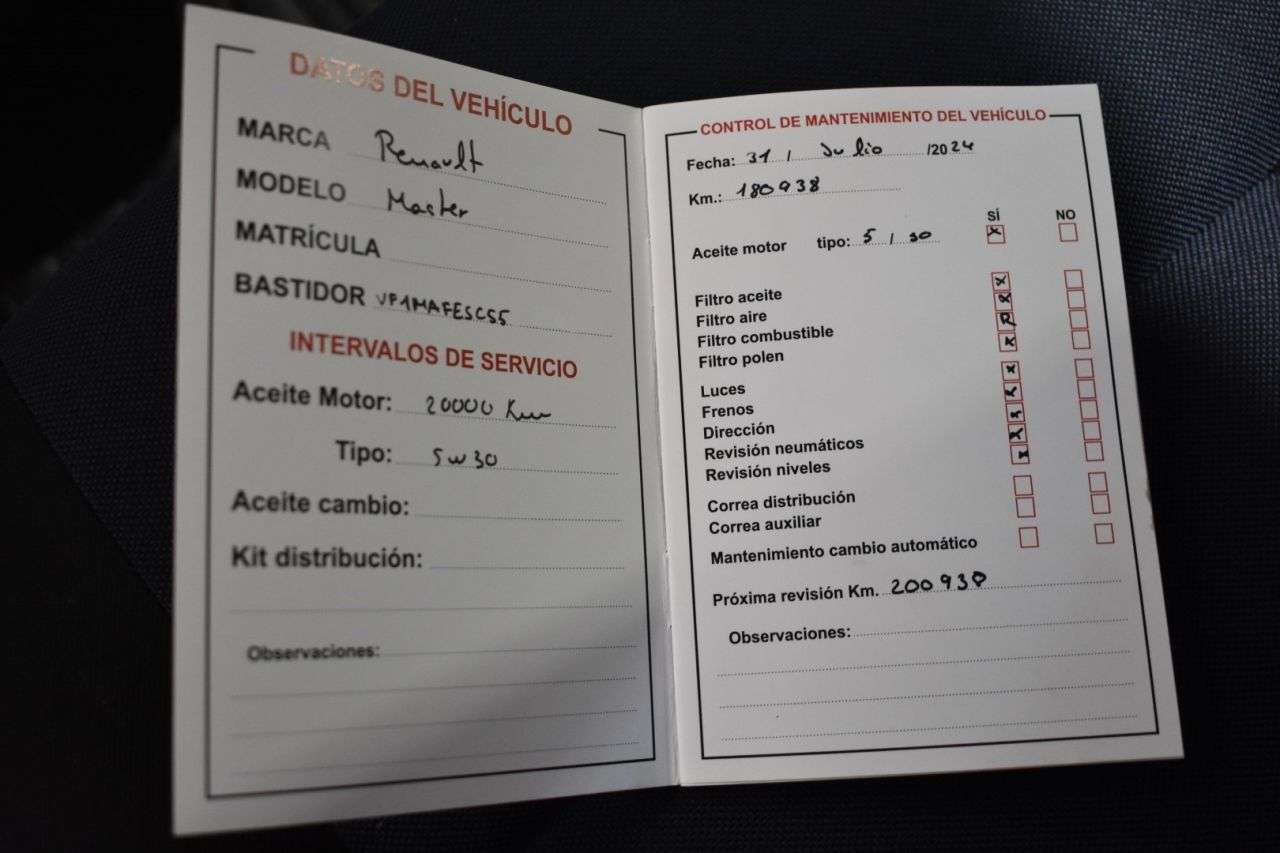 DATOS DEL VEHÍCULO
MARCA Renault
MODELO Master
MATRÍCULA
BASTIDOR VF1MAFESCS5
INTERVALOS DE SERVICIO
Aceite Motor: 20000 Km
Tipo: 5w30
Aceite cambio:
Kit distribución:
Observaciones:
CONTROL DE MANTENIMIENTO DEL VEHÍCULO
Fecha: 31 / Julio /2024
Km.: 180938
SÍ NO
Aceite motor tipo: 5 / 30 x
Filtro aceite x
Filtro aire x
Filtro combustible R
Filtro polen x
Luces x
Frenos x
Dirección x
Revisión neumáticos x
Revisión niveles x
Correa distribución
Correa auxiliar
Mantenimiento cambio automático
Próxima revisión Km. 200938
Observaciones: